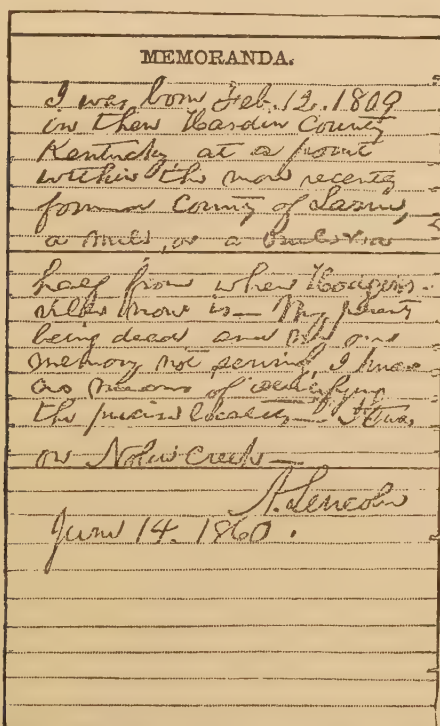 MEMORANDA.
I was born Feb. 12. 1809
in then Hardin County
Kentucky, at a point
within the now recently
formed County of Larue,
a mile, or a mile & a
half from where Hodgens-
ville now is— My parents
being dead and my own
memory not serving, I know
no means of identifying
the precise locality— It was
on Nolin Creek—
A. Lincoln
June 14. 1860.